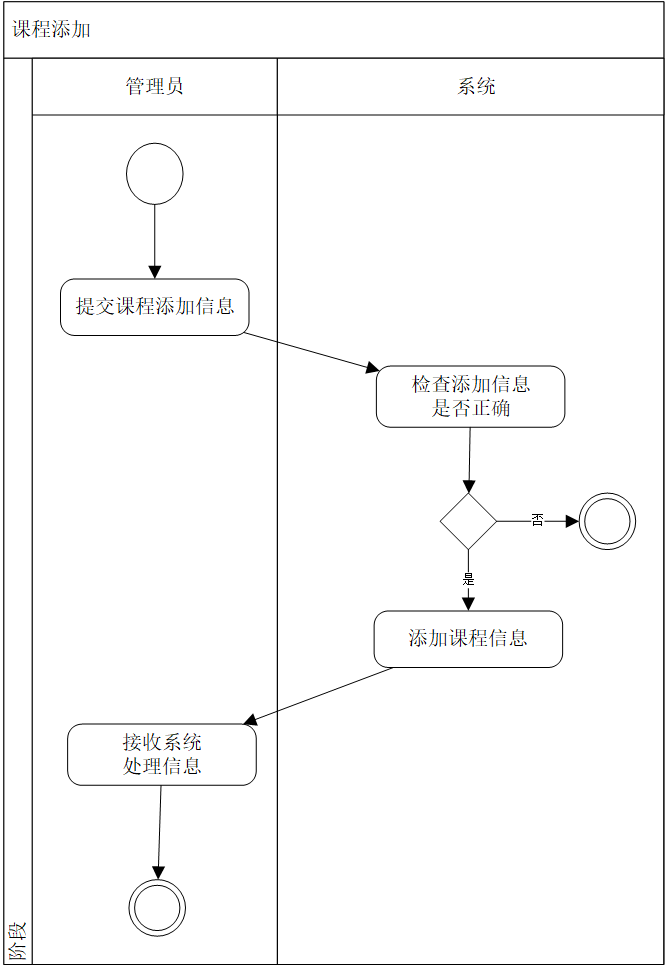 课程添加
管理员
系统
提交课程添加信息
检查添加信息
是否正确
否
是
添加课程信息
接收系统
处理信息
阶段